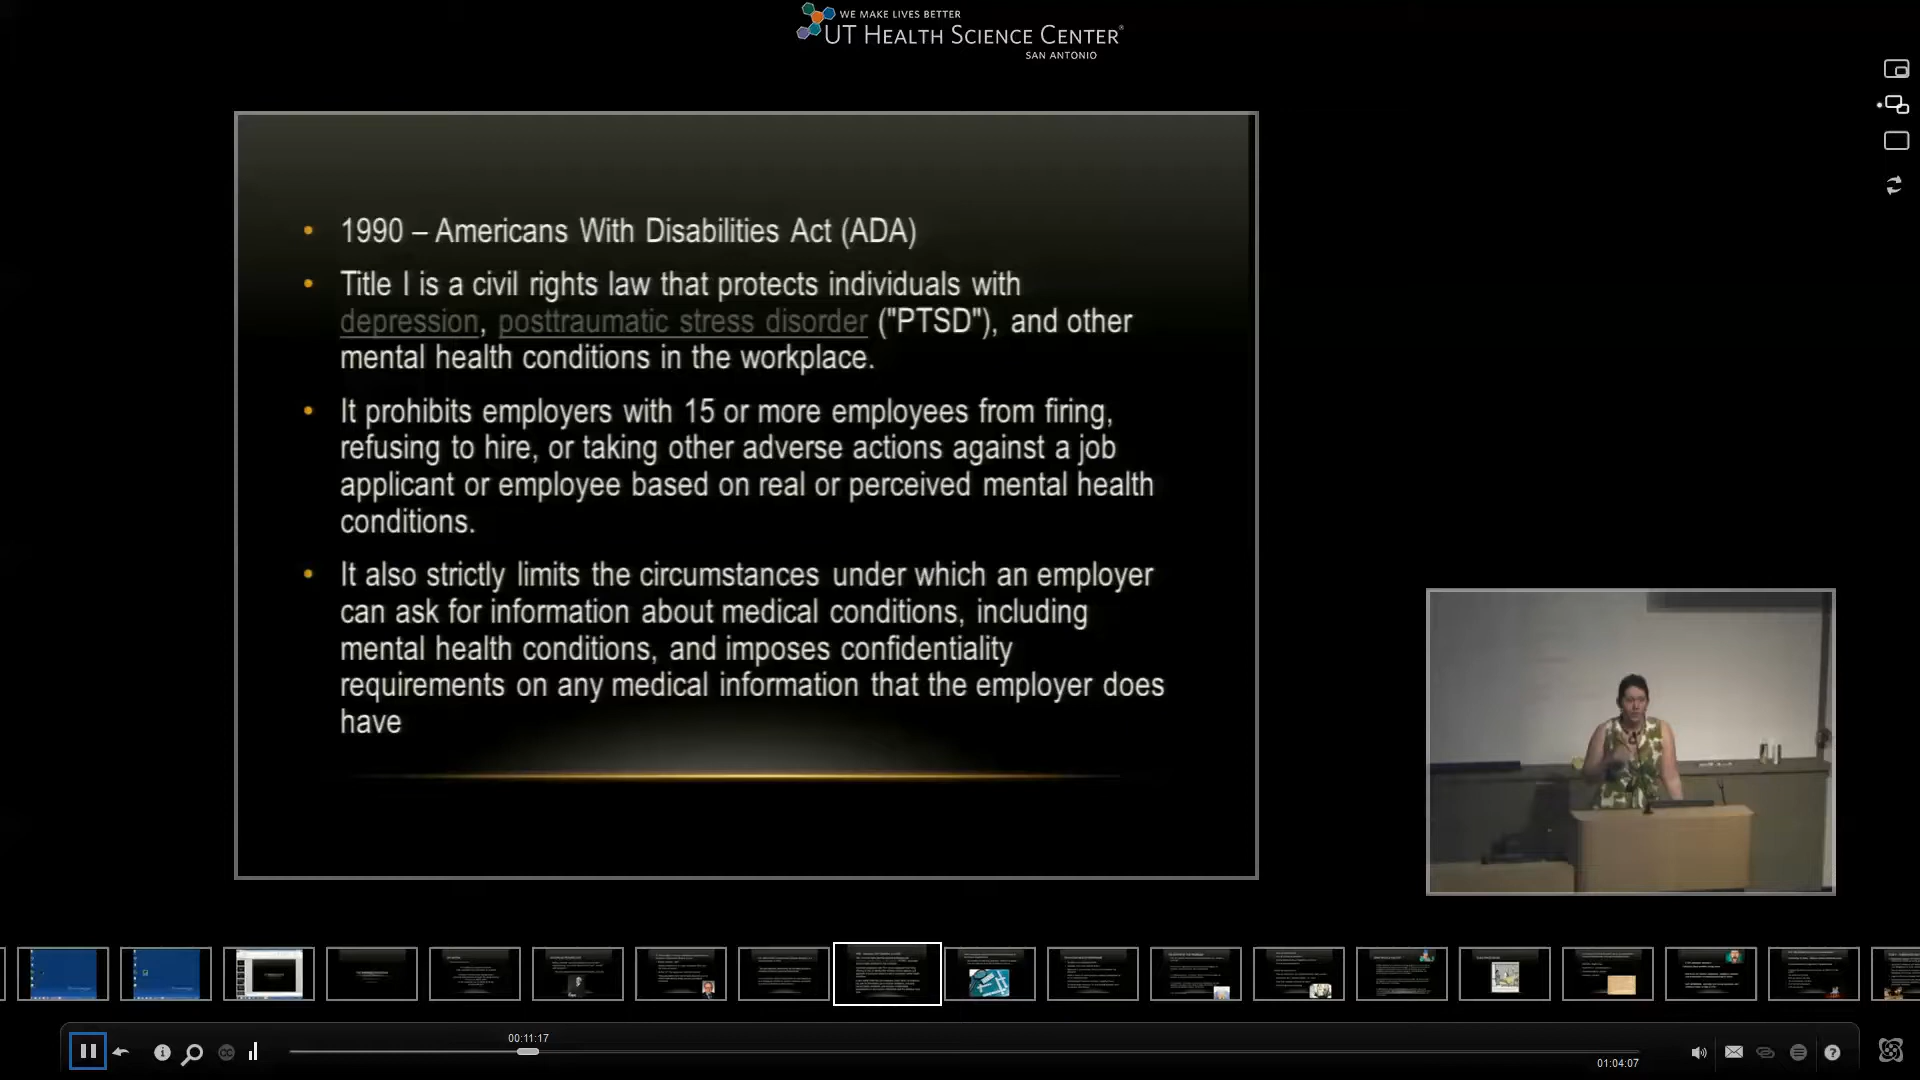 WE MAKE LIVES BETTER
UT HEALTH SCIENCE CENTER®
SAN ANTONIO
• 1990 – Americans With Disabilities Act (ADA)
• Title I is a civil rights law that protects individuals with
depression, posttraumatic stress disorder ("PTSD"), and other
mental health conditions in the workplace.
• It prohibits employers with 15 or more employees from firing,
refusing to hire, or taking other adverse actions against a job
applicant or employee based on real or perceived mental health
conditions.
• It also strictly limits the circumstances under which an employer
can ask for information about medical conditions, including
mental health conditions, and imposes confidentiality
requirements on any medical information that the employer does
have
00:11:17
01:04:07